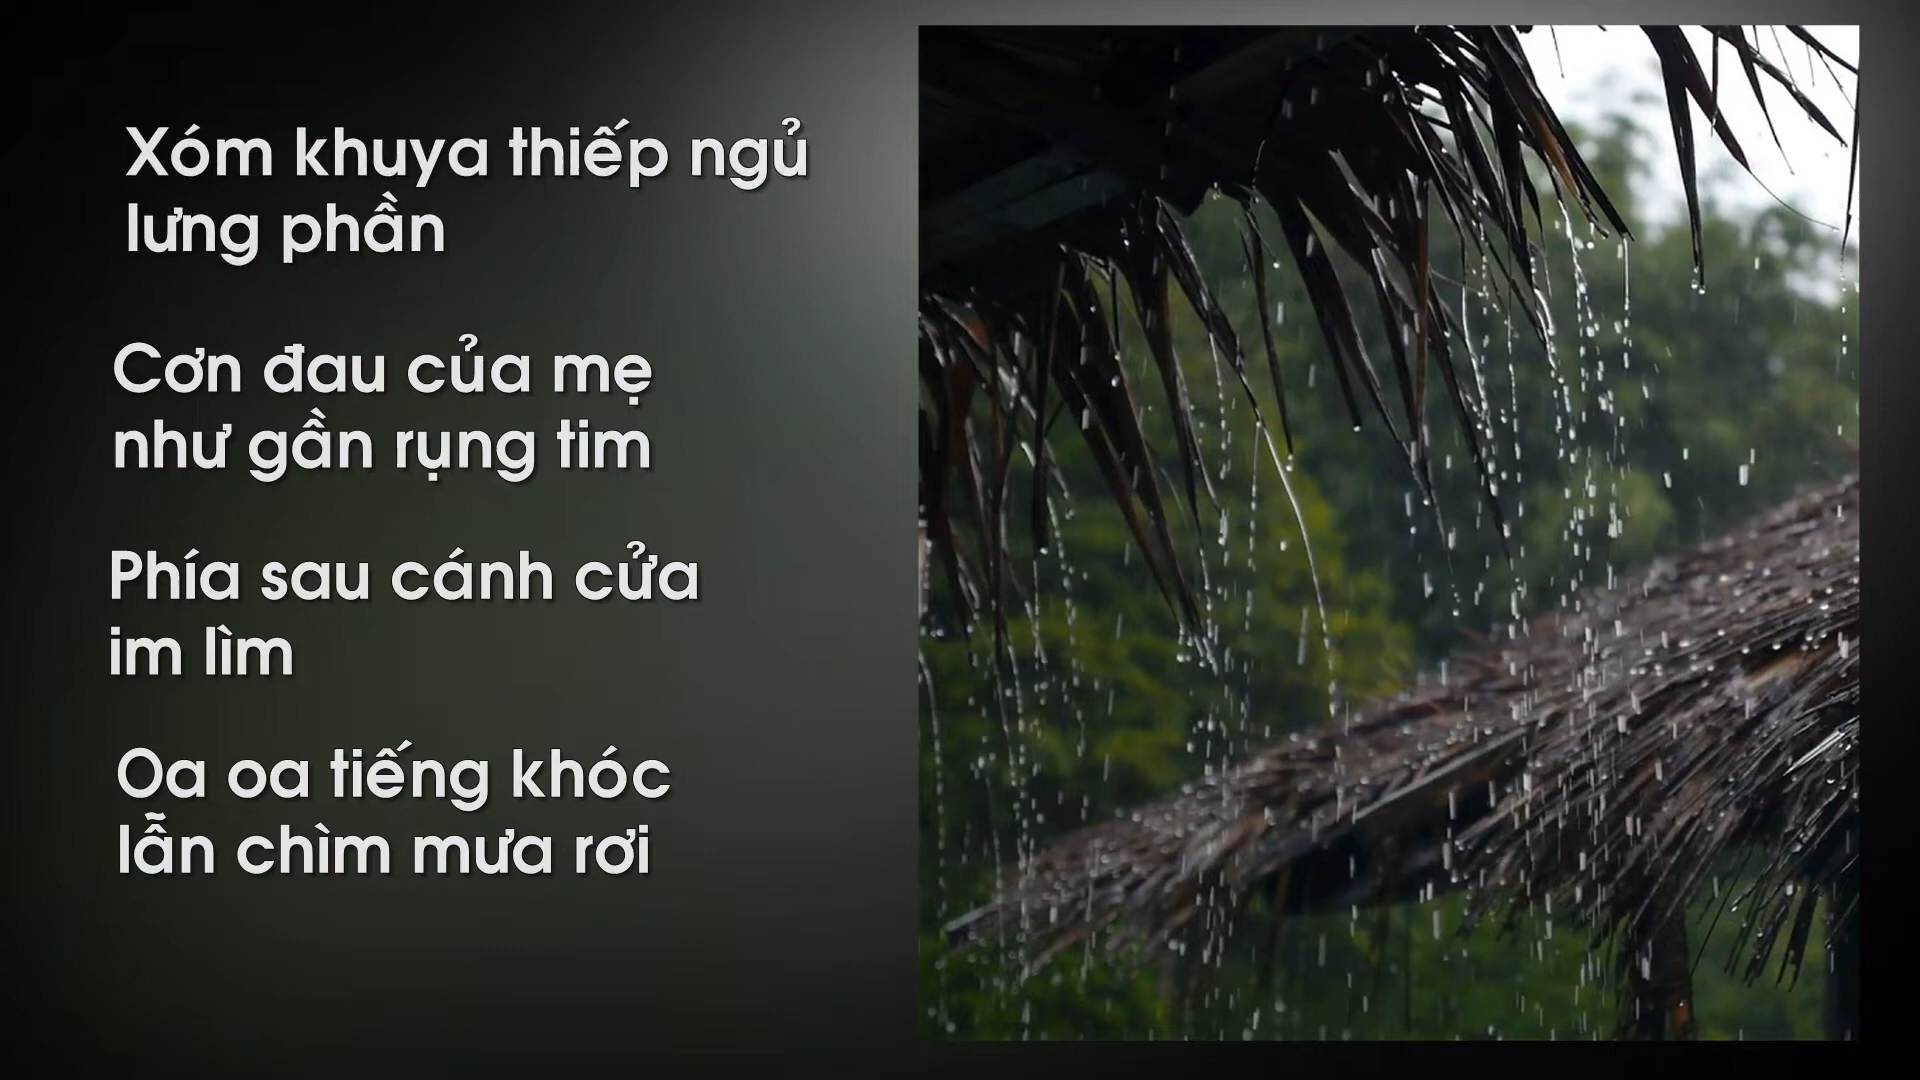 Xóm khuya thiếp ngủ
lưng phần
Cơn đau của mẹ
như gần rụng tim
Phía sau cánh cửa
im lìm
Oa oa tiếng khóc
lẫn chìm mưa rơi